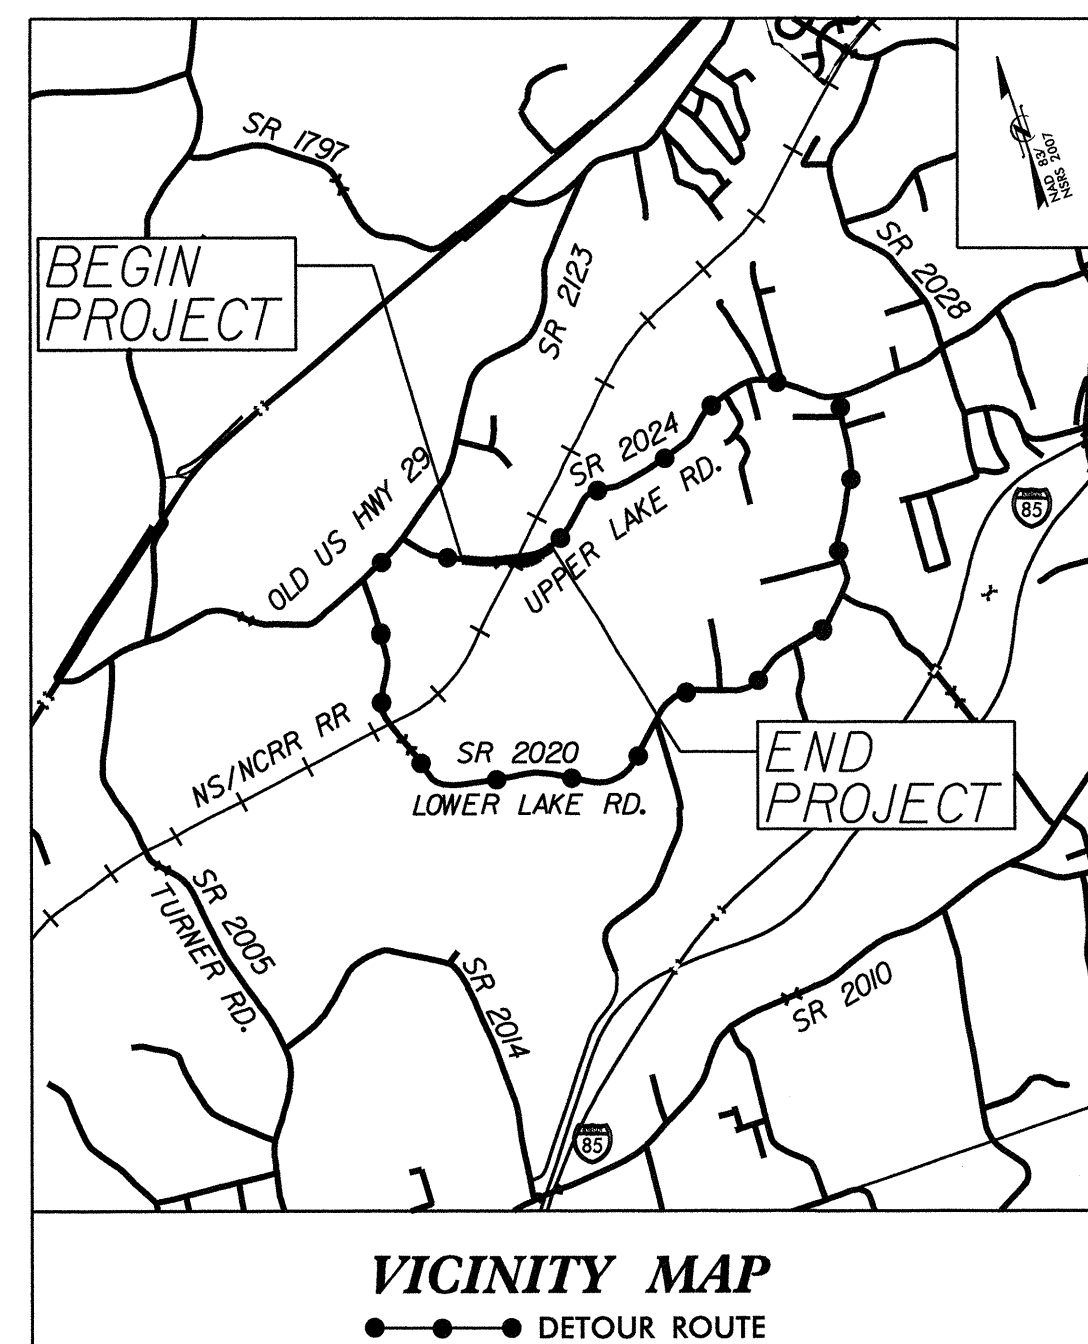 NAD 83/
NSRS 2007
SR 1797
BEGIN
PROJECT
SR 2123
SR 2028
SR 2024
UPPER LAKE RD.
OLD US HWY 29
85
NS/NCRR RR
SR 2020
LOWER LAKE RD.
END
PROJECT
SR 2005
TURNER RD.
SR 2014
SR 2010
85
VICINITY MAP
DETOUR ROUTE